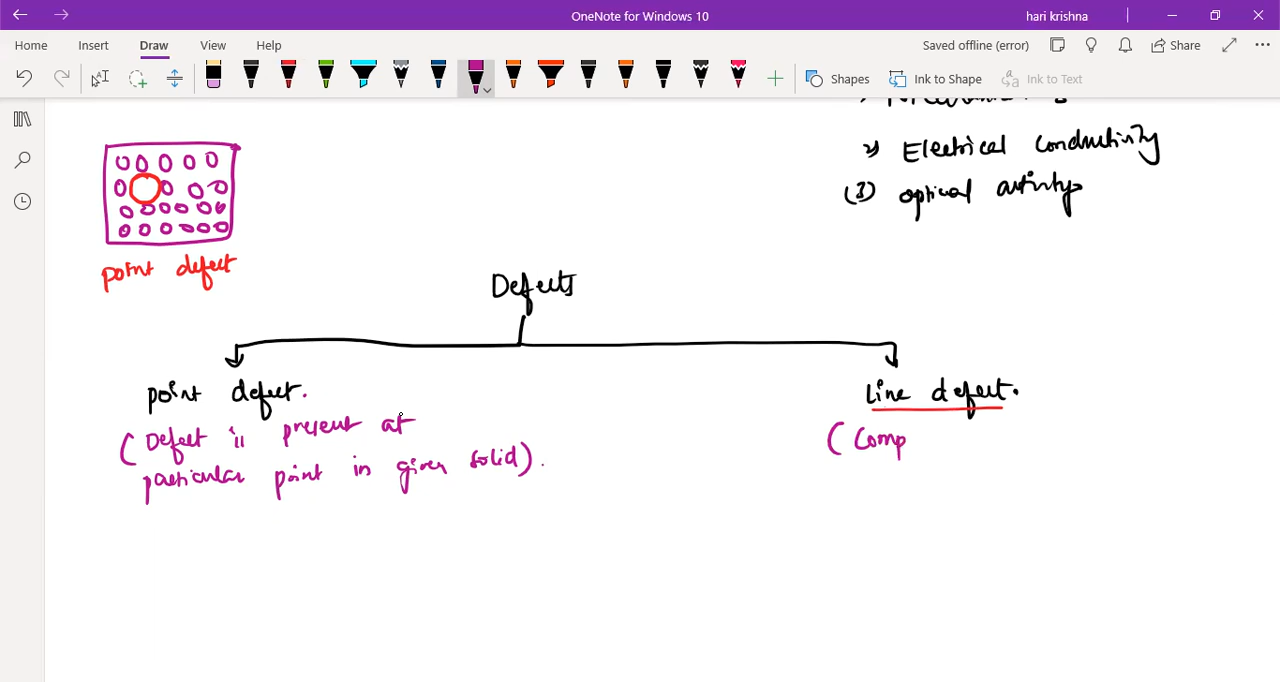 OneNote for Windows 10
hari krishna
Home Insert Draw View Help
Saved offline (error)
Share
Shapes
Ink to Shape
Ink to Text
2) Electrical conductivity
(3) optical activity
point defect
Defects
point defect.
Line defect.
(Defect is present at
particular point in given solid).
(Comp